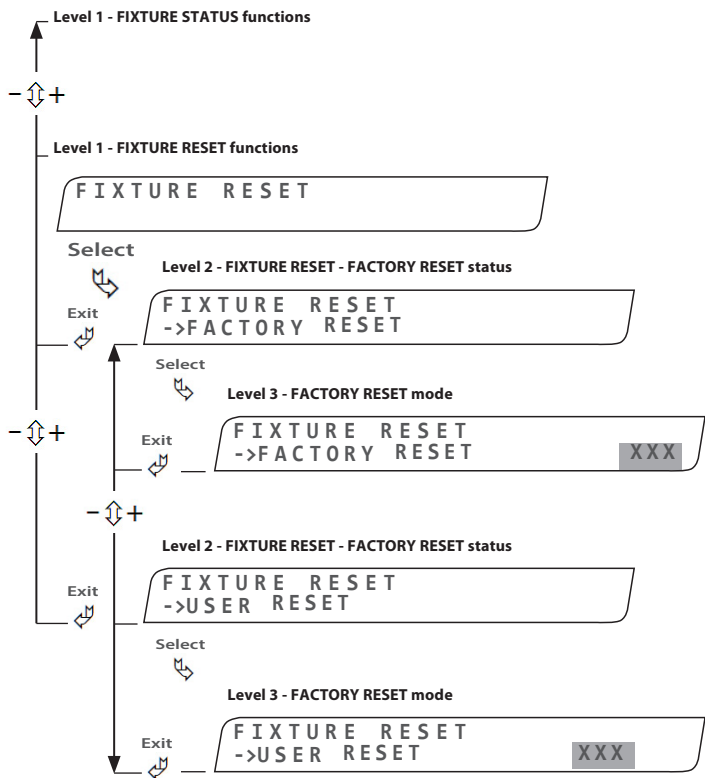 Level 1 - FIXTURE STATUS functions
- +
Level 1 - FIXTURE RESET functions
FIXTURE RESET
Select
Level 2 - FIXTURE RESET - FACTORY RESET status
Exit
FIXTURE RESET
->FACTORY RESET
Select
Level 3 - FACTORY RESET mode
- +
Exit
FIXTURE RESET
->FACTORY RESET XXX
- +
Level 2 - FIXTURE RESET - FACTORY RESET status
Exit
FIXTURE RESET
->USER RESET
Select
Level 3 - FACTORY RESET mode
Exit
FIXTURE RESET
->USER RESET XXX